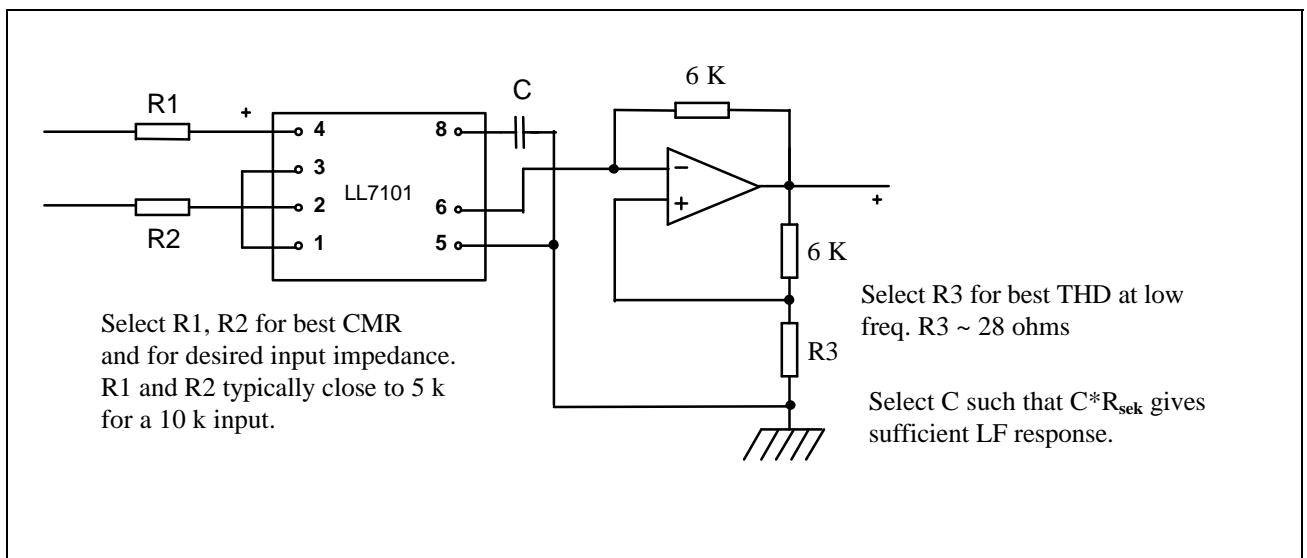 6 K
C
R1
+
4
8
3
LL7101
2
6
R2
1
5
−
+
+
6 K
R3
Select R1, R2 for best CMR
and for desired input impedance.
R1 and R2 typically close to 5 k
for a 10 k input.
Select R3 for best THD at low
freq. R3 ~ 28 ohms
Select C such that C*Rsek gives
sufficient LF response.